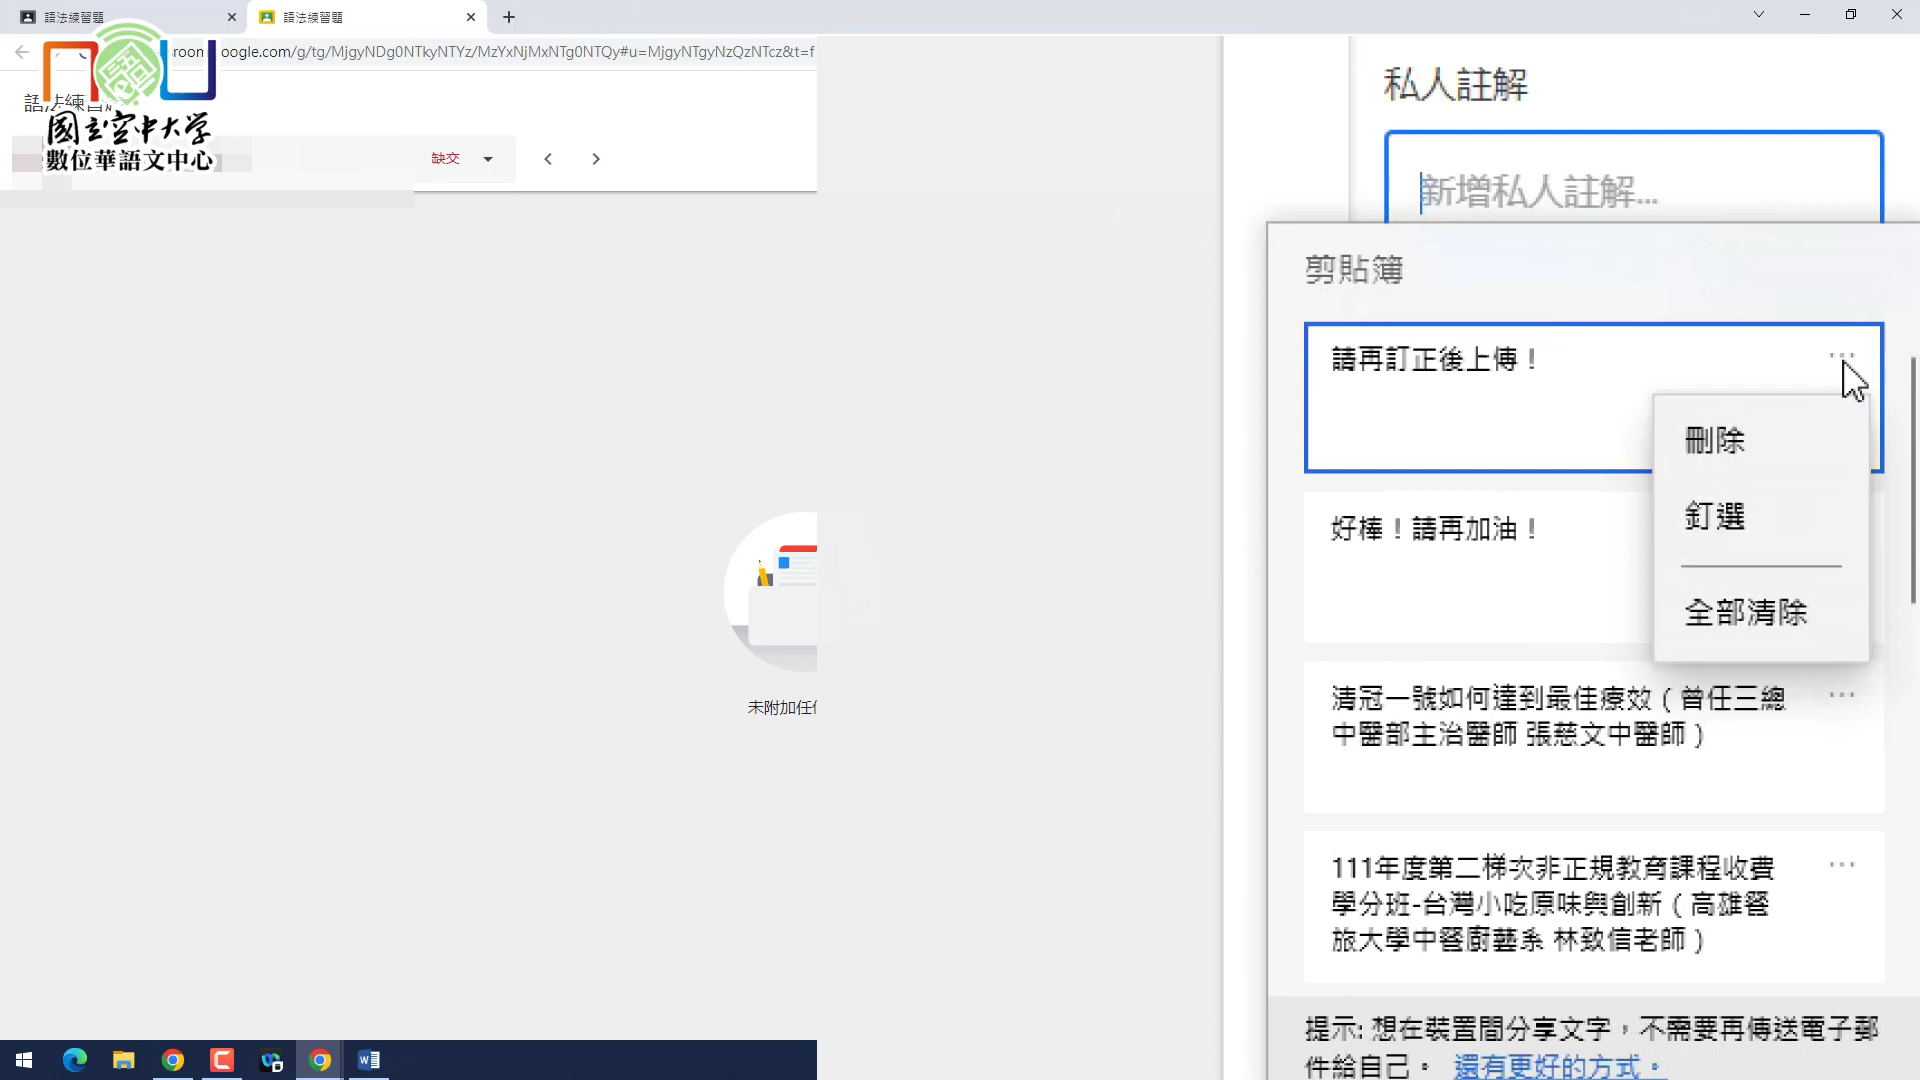 語法練習題
語法練習題
oogle.com/g/tg/MjgyNDg0NTkyNTYz/MzYxNjMxNTg0NTQy#u=MjgyNTgyNzQzNTcz&t=f
國立空中大学
數位華語文中心
缺交
未附加任
私人註解
新增私人註解...
剪貼簿
請再訂正後上傳！
刪除
釘選
全部清除
好棒！請再加油！
清冠一號如何達到最佳療效（曾任三總
中醫部主治醫師 張慈文中醫師）
111年度第二梯次非正規教育課程收費
學分班-台灣小吃原味與創新（高雄餐
旅大學中餐廚藝系 林致信老師）
提示: 想在裝置間分享文字，不需要再傳送電子郵
件給自己。 還有更好的方式。